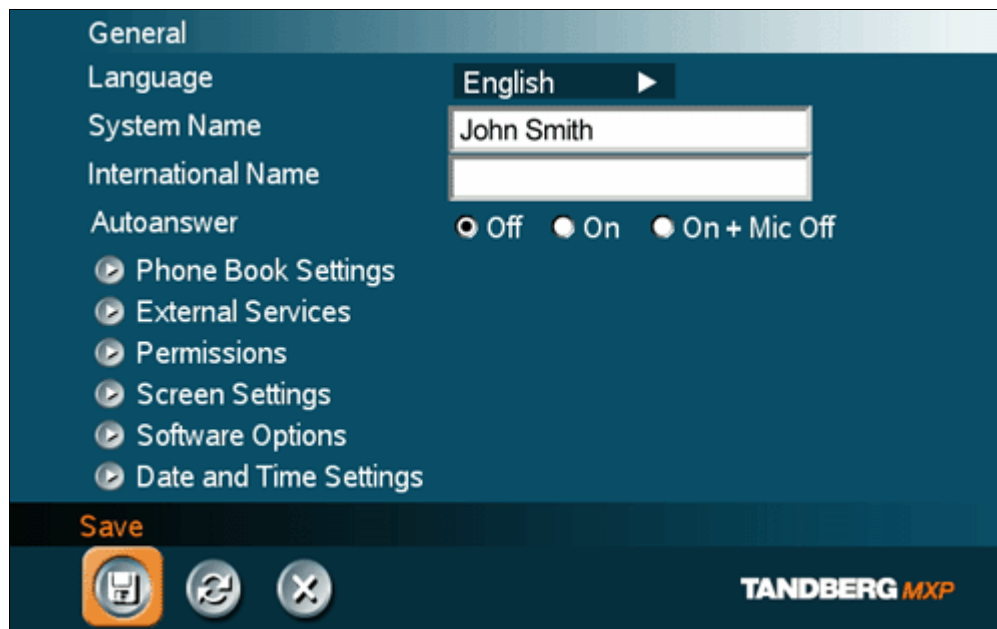 General
Language English
System Name John Smith
International Name
Autoanswer Off On On + Mic Off
Phone Book Settings
External Services
Permissions
Screen Settings
Software Options
Date and Time Settings
Save
TANDBERG MXP